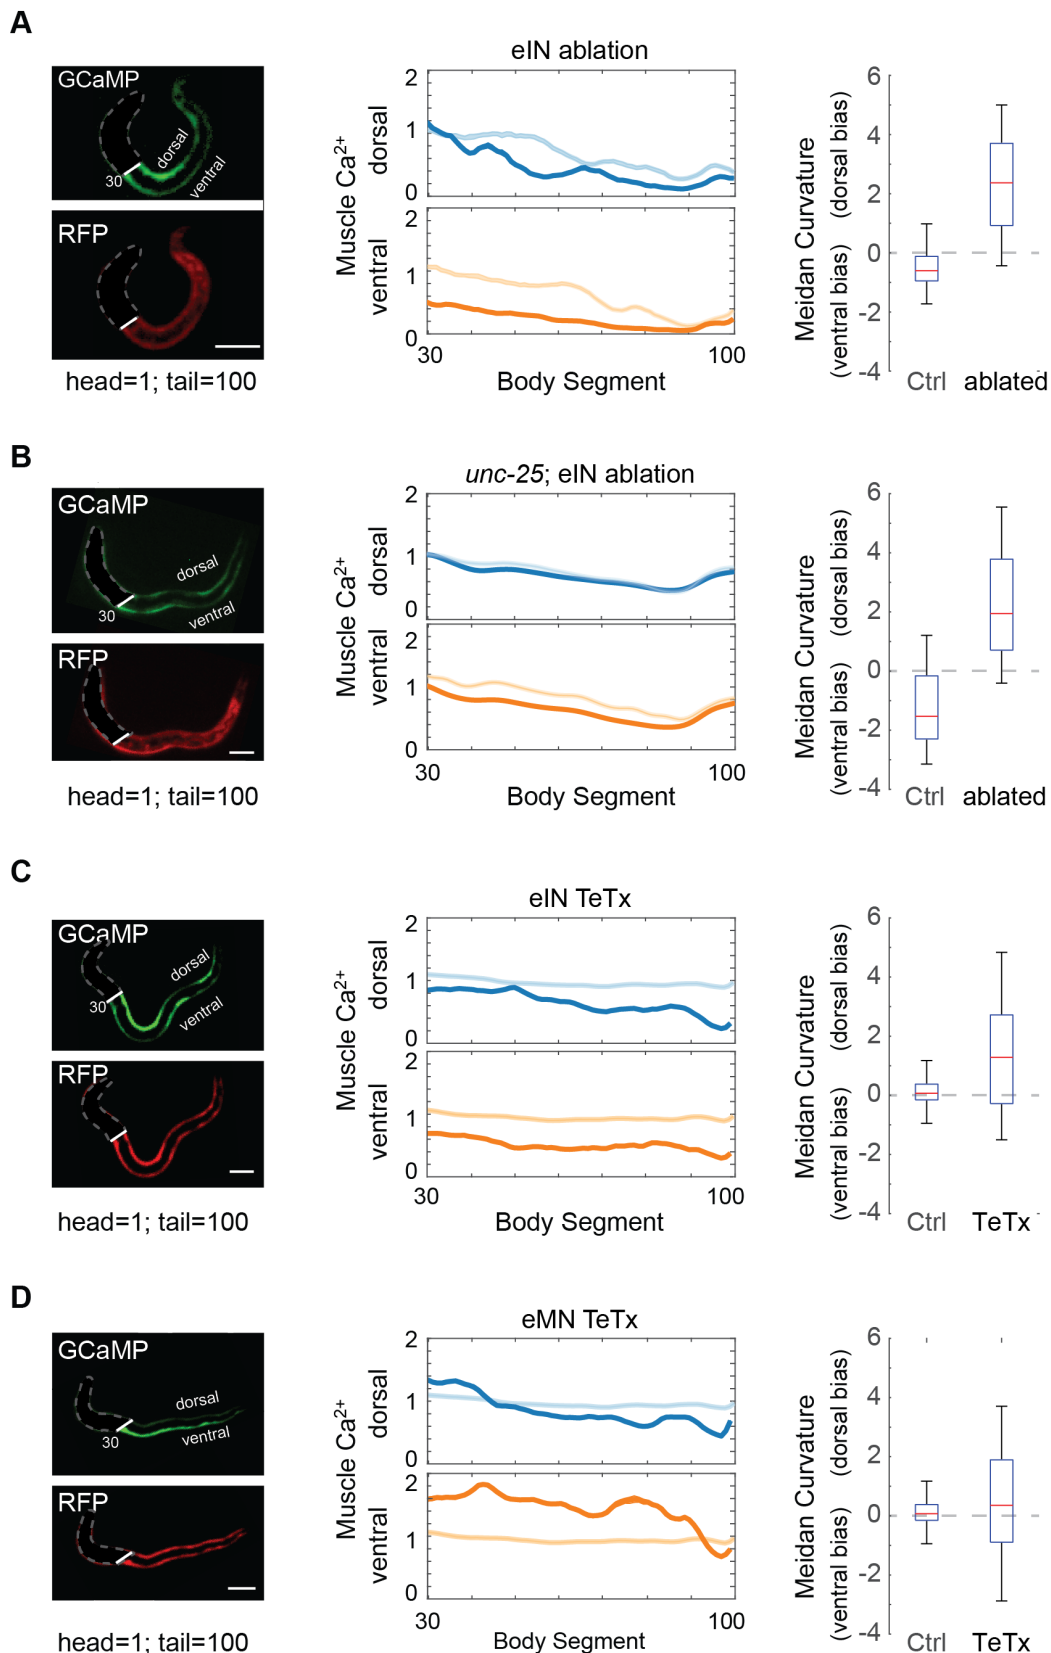 A
GCaMP
dorsal
ventral
30
RFP
head=1; tail=100
eIN ablation
Muscle Ca2+
dorsal
ventral
2
1
0
2
1
0
30
100
Body Segment
Meidan Curvature
(dorsal bias)
(ventral bias)
6
4
2
0
-2
-4
Ctrl
ablated
B
GCaMP
dorsal
ventral
30
RFP
head=1; tail=100
unc-25; eIN ablation
Muscle Ca2+
dorsal
ventral
2
1
0
2
1
0
30
100
Body Segment
Meidan Curvature
(dorsal bias)
(ventral bias)
6
4
2
0
-2
-4
Ctrl
ablated
C
GCaMP
dorsal
ventral
30
RFP
head=1; tail=100
eIN TeTx
Muscle Ca2+
dorsal
ventral
2
1
0
2
1
0
30
100
Body Segment
Meidan Curvature
(dorsal bias)
(ventral bias)
6
4
2
0
-2
-4
Ctrl
TeTx
D
GCaMP
dorsal
ventral
30
RFP
head=1; tail=100
eMN TeTx
Muscle Ca2+
dorsal
ventral
2
1
0
2
1
0
30
100
Body Segment
Meidan Curvature
(dorsal bias)
(ventral bias)
6
4
2
0
-2
-4
Ctrl
TeTx